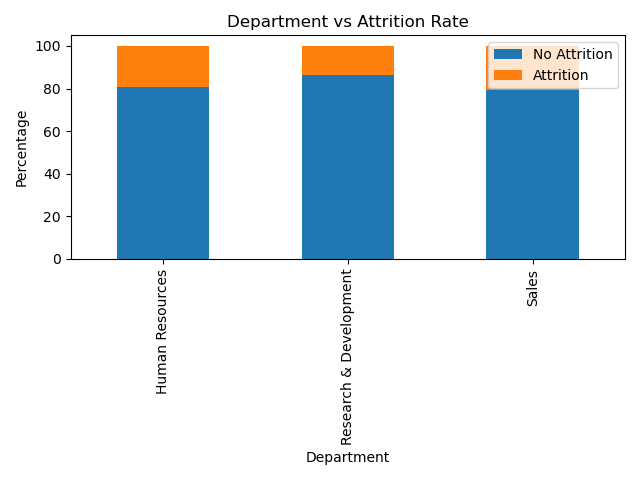 Department vs Attrition Rate
No Attrition
Attrition
Percentage
100
80
60
40
20
0
Human Resources
Research & Development
Sales
Department